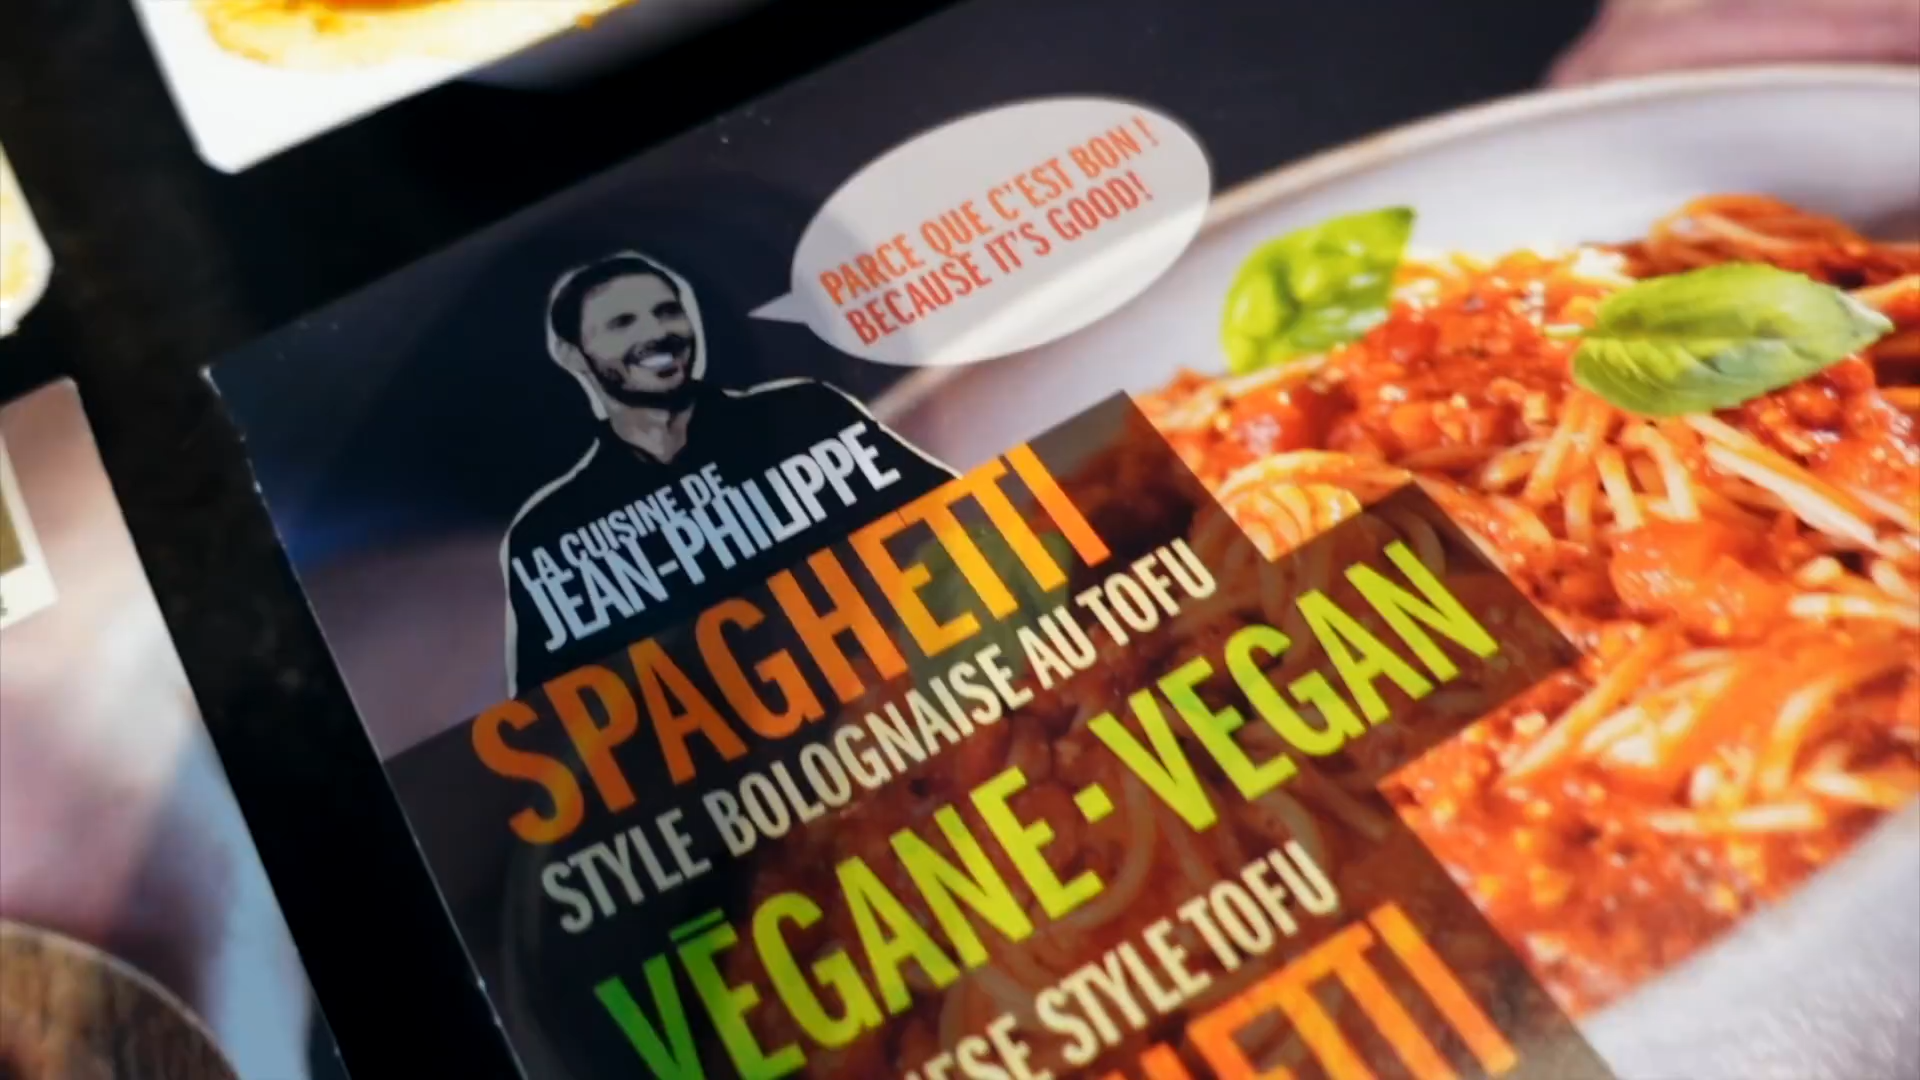 PARCE QUE C'EST BON !
BECAUSE IT'S GOOD!
LA CUISINE DE
JEAN-PHILIPPE
SPAGHETTI
STYLE BOLOGNAISE AU TOFU
VÉGANE · VEGAN
STYLE TOFU